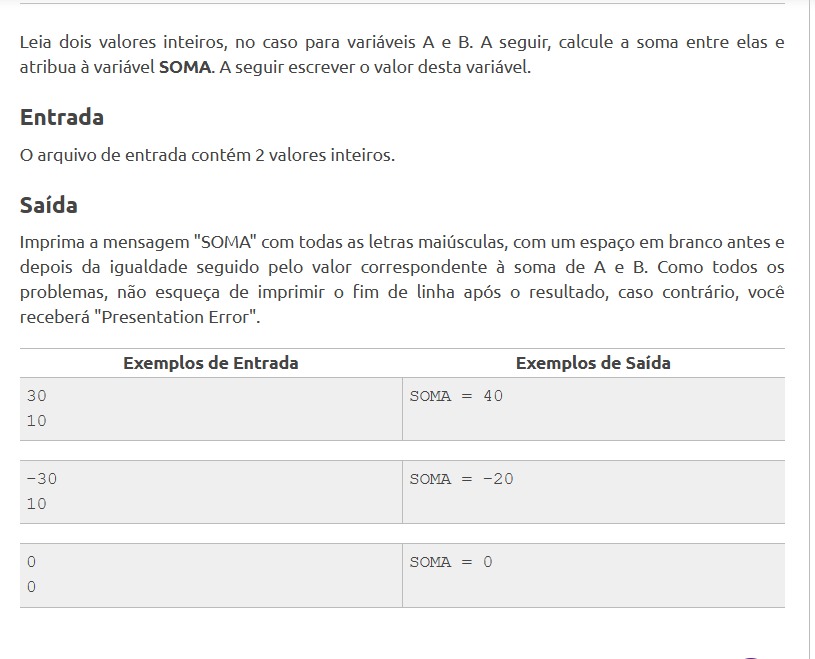 Leia dois valores inteiros, no caso para variáveis A e B. A seguir, calcule a soma entre elas e
atribua à variável SOMA. A seguir escrever o valor desta variável.
Entrada
O arquivo de entrada contém 2 valores inteiros.
Saída
Imprima a mensagem "SOMA" com todas as letras maiúsculas, com um espaço em branco antes e
depois da igualdade seguido pelo valor correspondente à soma de A e B. Como todos os
problemas, não esqueça de imprimir o fim de linha após o resultado, caso contrário, você
receberá "Presentation Error".
Exemplos de Entrada Exemplos de Saída
30 SOMA = 40
10
-30 SOMA = -20
10
0 SOMA = 0
0